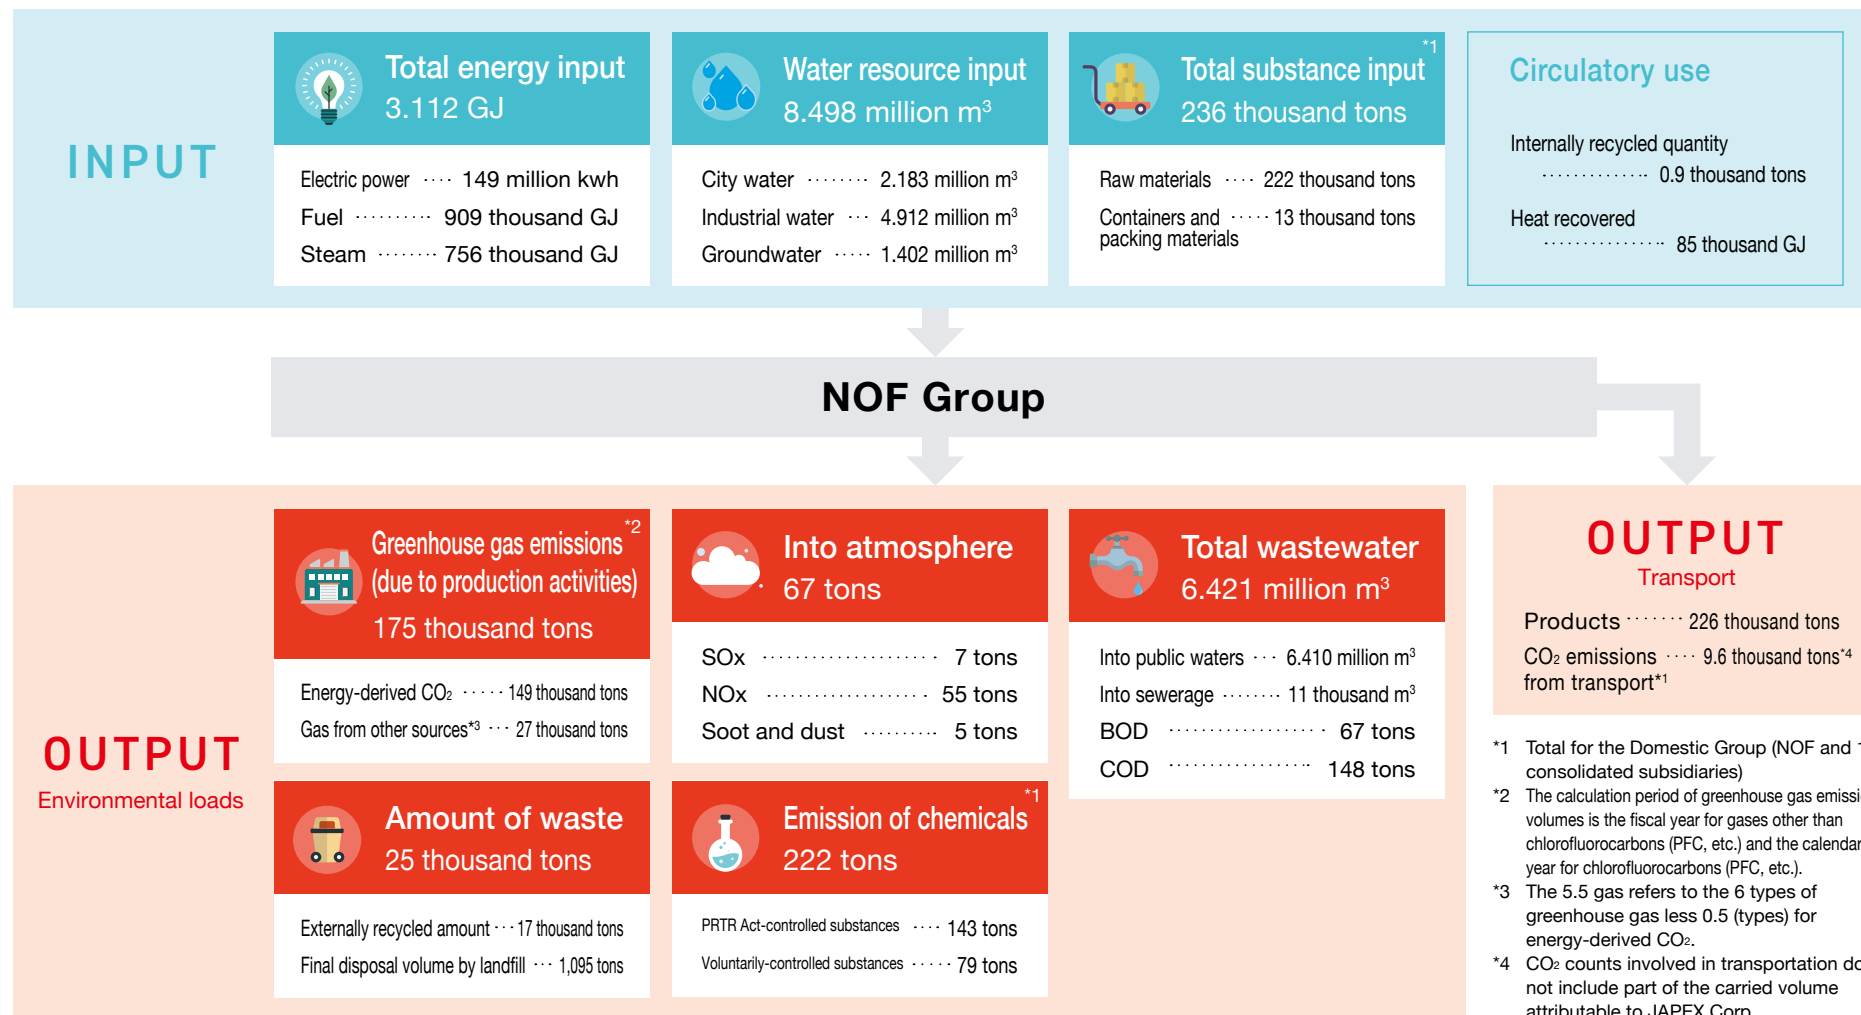 INPUT
Total energy input
3.112 GJ
Electric power ···· 149 million kwh
Fuel ·········· 909 thousand GJ
Steam ········ 756 thousand GJ
Water resource input
8.498 million m³
City water ········ 2.183 million m³
Industrial water ··· 4.912 million m³
Groundwater ····· 1.402 million m³
Total substance input *1
236 thousand tons
Raw materials ···· 222 thousand tons
Containers and ····· 13 thousand tons
packing materials
Circulatory use
Internally recycled quantity
·············· 0.9 thousand tons
Heat recovered
················ 85 thousand GJ
NOF Group
OUTPUT
Environmental loads
Greenhouse gas emissions *2
(due to production activities)
175 thousand tons
Energy-derived CO₂ ····· 149 thousand tons
Gas from other sources*3 ··· 27 thousand tons
Into atmosphere
67 tons
SOx ··················· 7 tons
NOx ·················· 55 tons
Soot and dust ·········· 5 tons
Total wastewater
6.421 million m³
Into public waters ··· 6.410 million m³
Into sewerage ········ 11 thousand m³
BOD ·················· 67 tons
COD ················· 148 tons
Amount of waste
25 thousand tons
Externally recycled amount ··· 17 thousand tons
Final disposal volume by landfill ··· 1,095 tons
Emission of chemicals *1
222 tons
PRTR Act-controlled substances ···· 143 tons
Voluntarily-controlled substances ····· 79 tons
OUTPUT
Transport
Products ······· 226 thousand tons
CO₂ emissions ···· 9.6 thousand tons*4
from transport*1
*1 Total for the Domestic Group (NOF and
consolidated subsidiaries)
*2 The calculation period of greenhouse gas
volumes is the fiscal year for gases other than
chlorofluorocarbons (PFC, etc.) and the calendar
year for chlorofluorocarbons (PFC, etc.).
*3 The 5.5 gas refers to the 6 types of
greenhouse gas less 0.5 (types) for
energy-derived CO₂.
*4 CO₂ counts involved in transportation
not include part of the carried volume
attributable to JAPEX Corp.